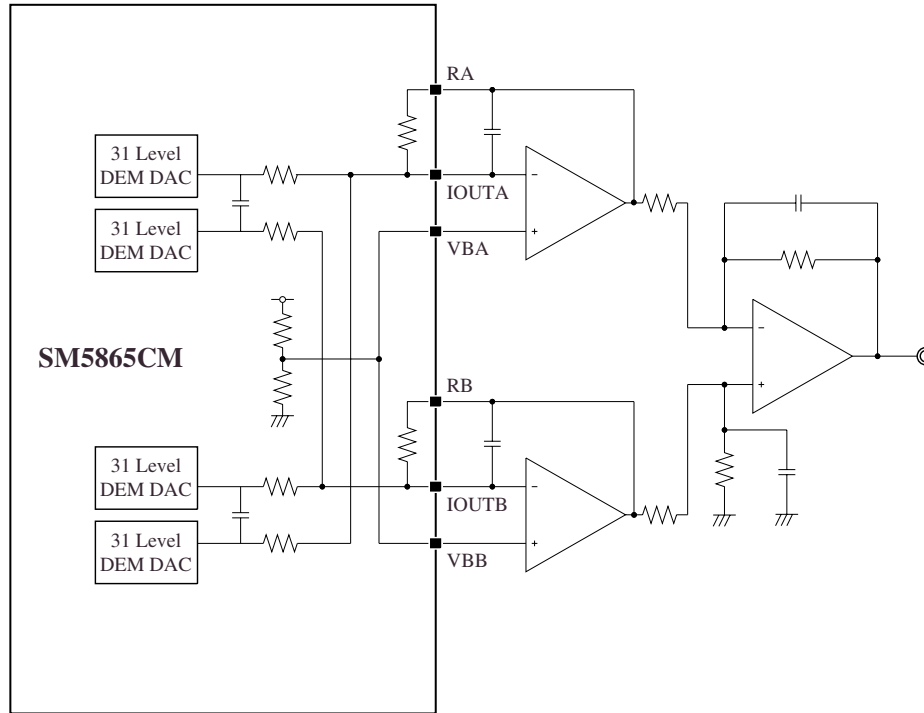 RA
31 Level
DEM DAC
IOUTA
31 Level
DEM DAC
VBA
−
+
SM5865CM
−
+
RB
31 Level
DEM DAC
IOUTB
31 Level
DEM DAC
VBB
−
+